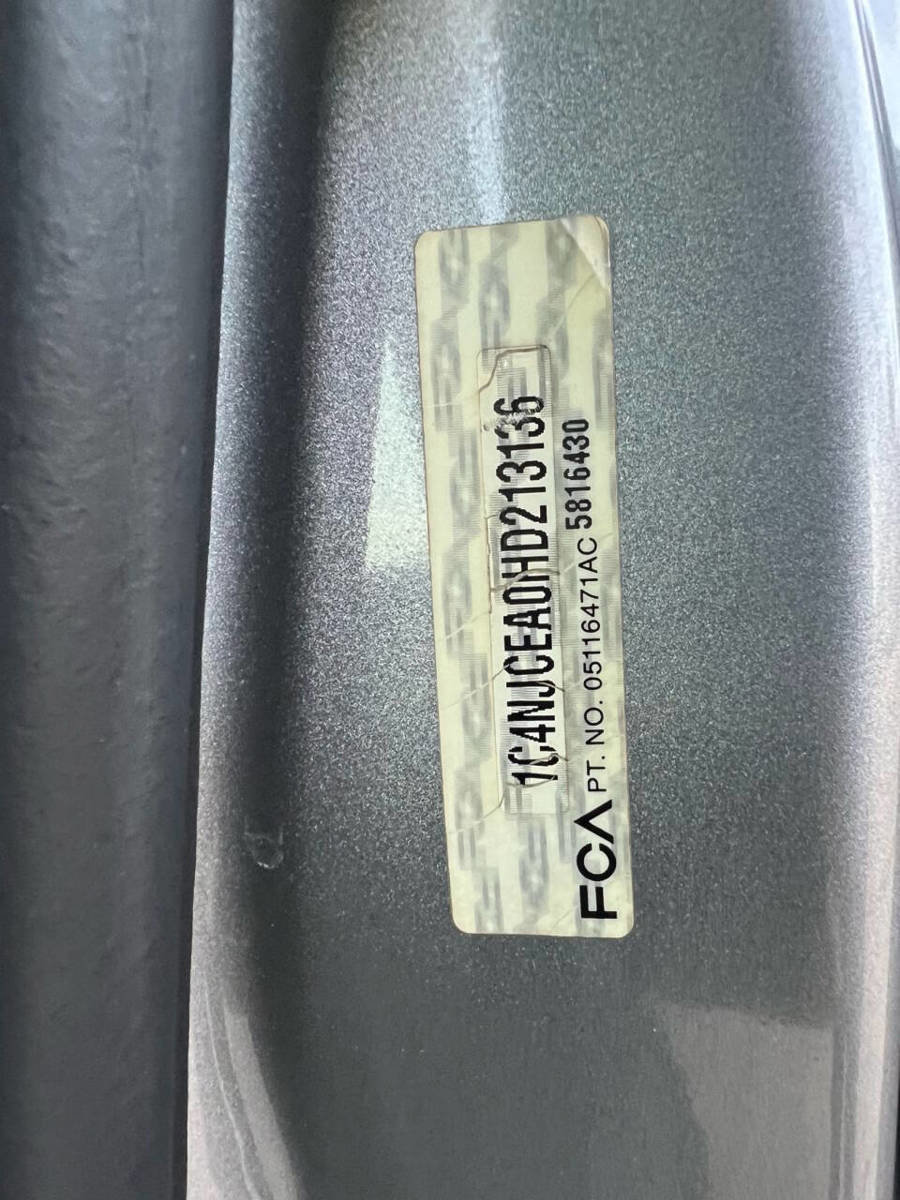 1C4NJCEA0HD213136
FCA PT. NO. 05116471AC 5816430